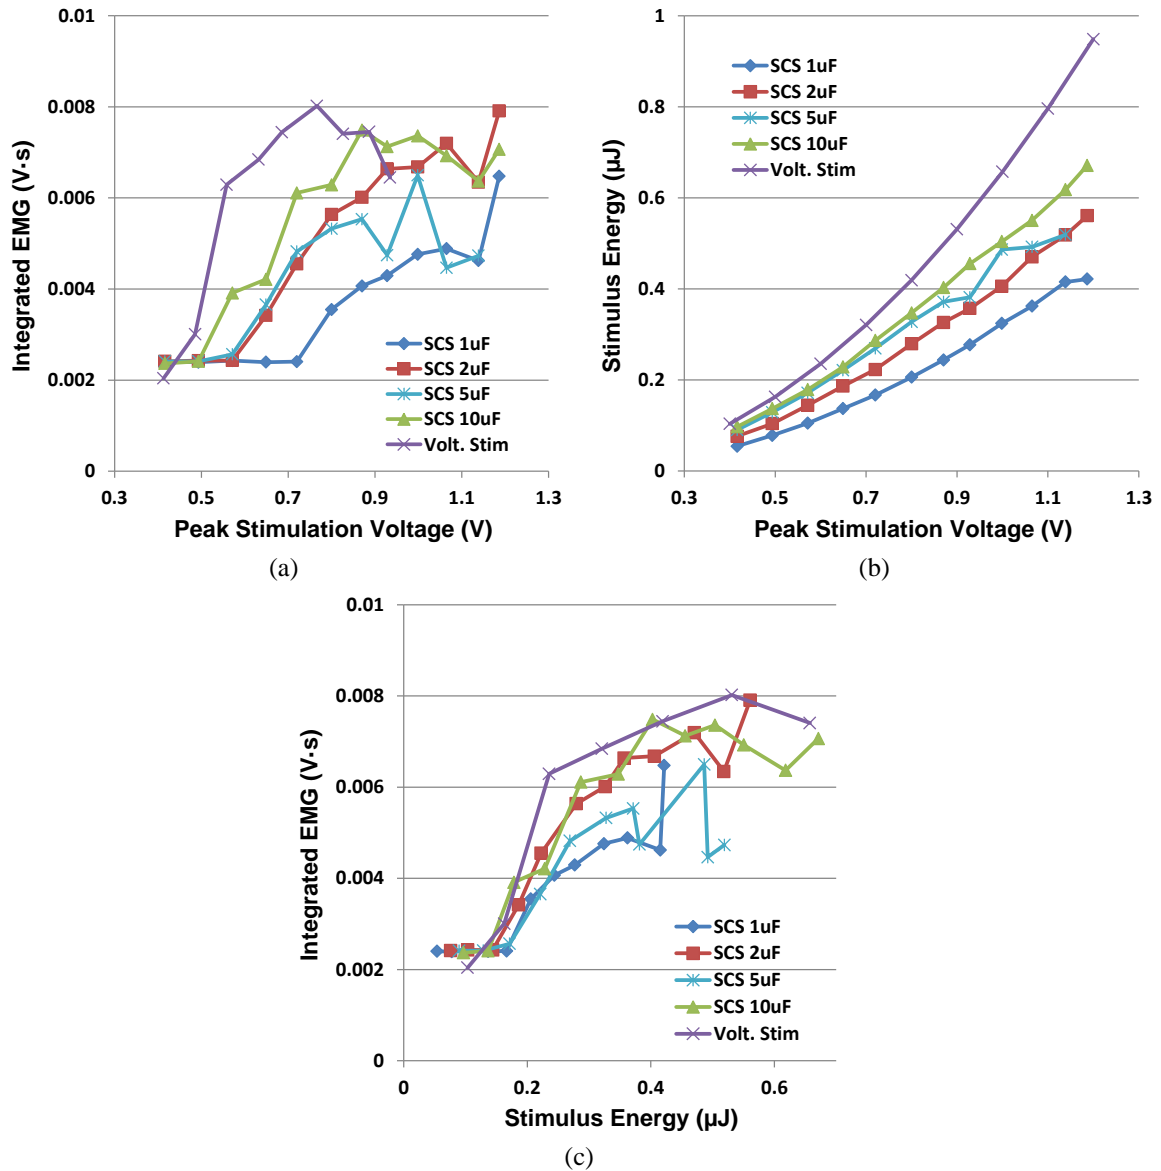 0.01
0.008
0.006
0.004
0.002
0
Integrated EMG (V·s)
0.3 0.5 0.7 0.9 1.1 1.3
Peak Stimulation Voltage (V)
SCS 1uF
SCS 2uF
SCS 5uF
SCS 10uF
Volt. Stim
(a)
1
0.8
0.6
0.4
0.2
0
Stimulus Energy (µJ)
0.3 0.5 0.7 0.9 1.1 1.3
Peak Stimulation Voltage (V)
SCS 1uF
SCS 2uF
SCS 5uF
SCS 10uF
Volt. Stim
(b)
0.01
0.008
0.006
0.004
0.002
0
Integrated EMG (V·s)
0 0.2 0.4 0.6
Stimulus Energy (µJ)
SCS 1uF
SCS 2uF
SCS 5uF
SCS 10uF
Volt. Stim
(c)